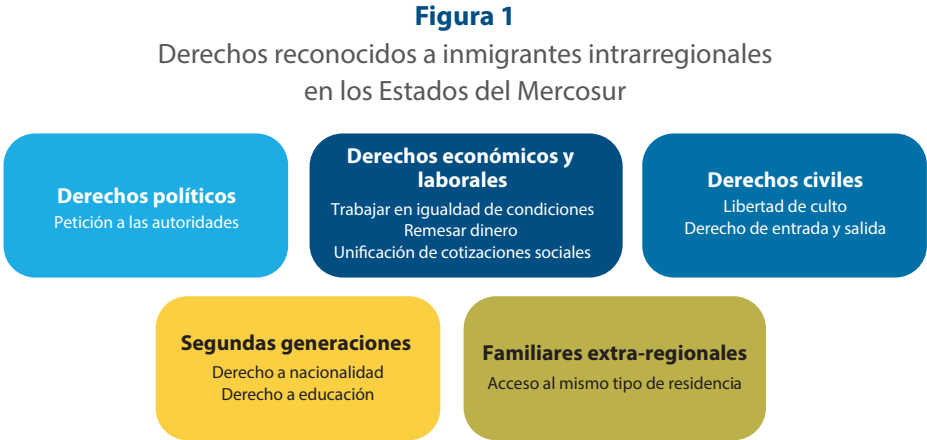 Figura 1
Derechos reconocidos a inmigrantes intrarregionales
en los Estados del Mercosur
Derechos políticos
Petición a las autoridades
Derechos económicos y
laborales
Trabajar en igualdad de condiciones
Remesar dinero
Unificación de cotizaciones sociales
Derechos civiles
Libertad de culto
Derecho de entrada y salida
Segundas generaciones
Derecho a nacionalidad
Derecho a educación
Familiares extra-regionales
Acceso al mismo tipo de residencia